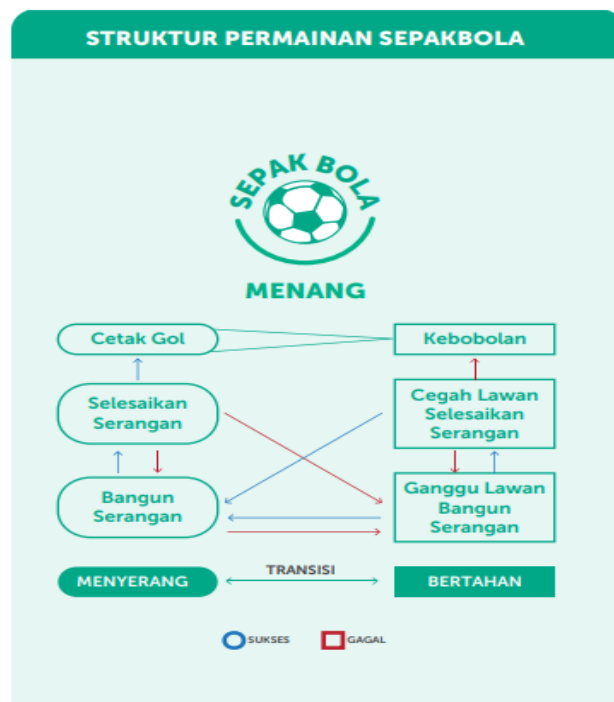 STRUKTUR PERMAINAN SEPAKBOLA
SEPAK BOLA
MENANG
Cetak Gol
Kebobolan
Selesaikan
Serangan
Cegah Lawan
Selesaikan
Serangan
Bangun
Serangan
Ganggu Lawan
Bangun
Serangan
MENYERANG
TRANSISI
BERTAHAN
SUKSES
GAGAL